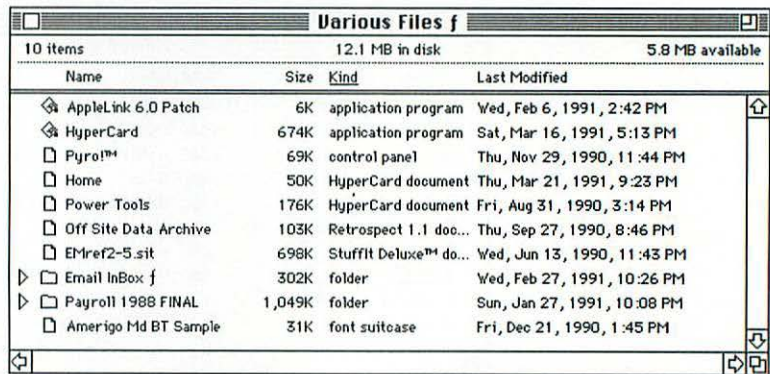 Various Files ƒ
10 items 12.1 MB in disk 5.8 MB available
Name Size Kind Last Modified
AppleLink 6.0 Patch 6K application program Wed, Feb 6, 1991, 2:42 PM
HyperCard 674K application program Sat, Mar 16, 1991, 5:13 PM
Pyro!™ 69K control panel Thu, Nov 29, 1990, 11:44 PM
Home 50K HyperCard document Thu, Mar 21, 1991, 9:23 PM
Power Tools 176K HyperCard document Fri, Aug 31, 1990, 3:14 PM
Off Site Data Archive 103K Retrospect 1.1 doc... Thu, Sep 27, 1990, 8:46 PM
EMref2-5.sit 698K StuffIt Deluxe™ do... Wed, Jun 13, 1990, 11:43 PM
Email InBox ƒ 302K folder Wed, Feb 27, 1991, 10:26 PM
Payroll 1988 FINAL 1,049K folder Sun, Jan 27, 1991, 10:08 PM
Amerigo Md BT Sample 31K font suitcase Fri, Dec 21, 1990, 1:45 PM